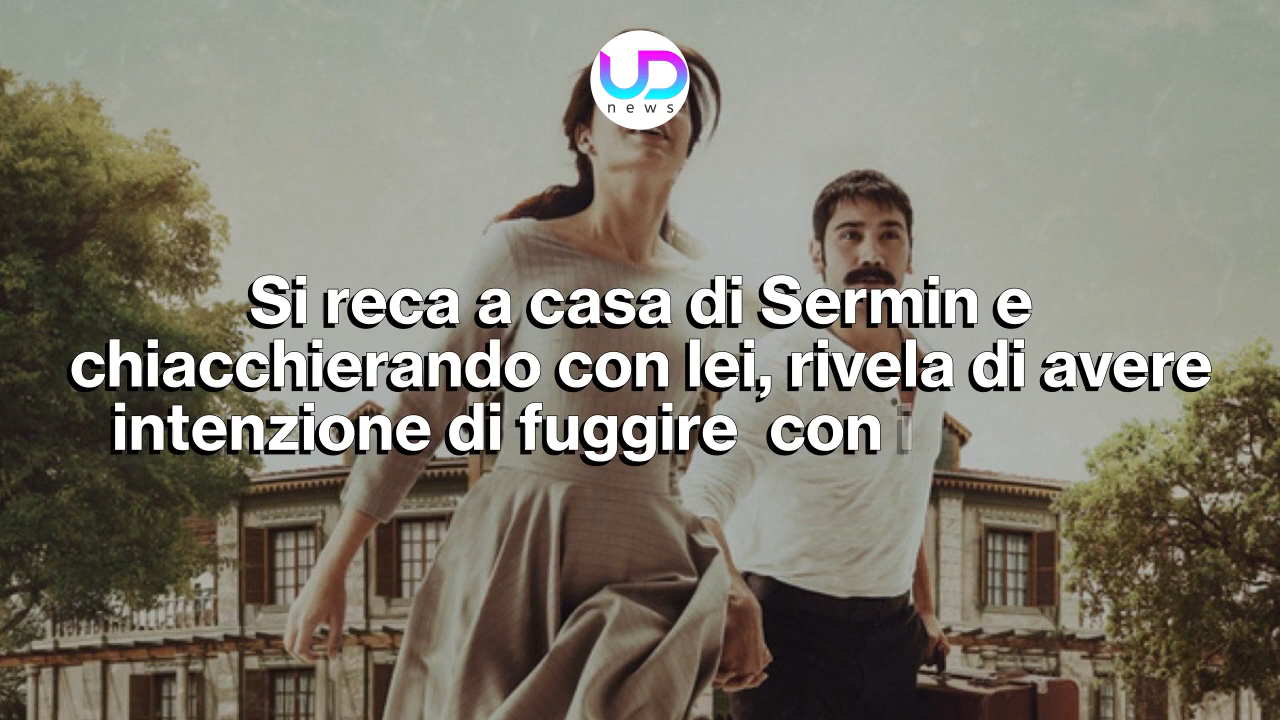 UD
news
Si reca a casa di Sermin e
chiacchierando con lei, rivela di avere
intenzione di fuggire  con i